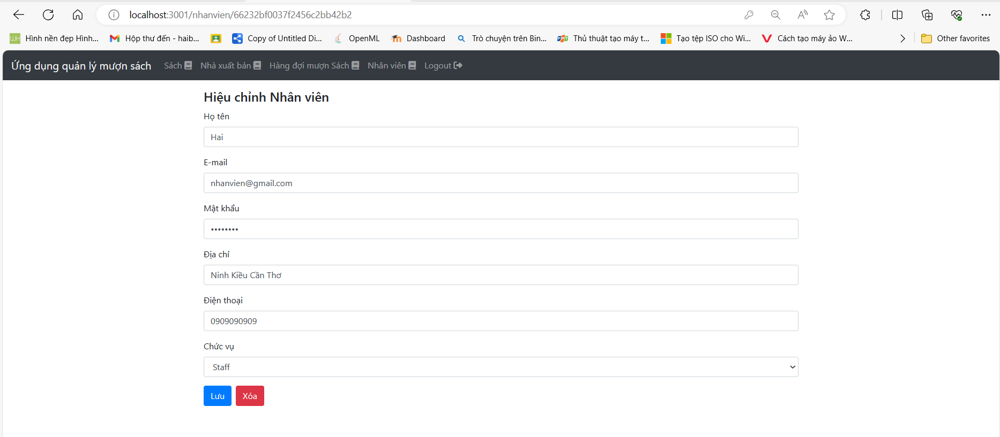 localhost:3001/nhanvien/66232bf0037f2456c2bb42b2
Hình nền đẹp Hình... Hộp thư đến - haib... Copy of Untitled Di... OpenML Dashboard Trò chuyện trên Bin... Thủ thuật tạo máy t... Tạo tệp ISO cho Wi... Cách tạo máy ảo W... Other favorites
Ứng dụng quản lý mượn sách Sách Nhà xuất bản Hàng đợi mượn Sách Nhân viên Logout
Hiệu chỉnh Nhân viên
Họ tên
Hai
E-mail
nhanvien@gmail.com
Mật khẩu
••••••••
Địa chỉ
Ninh Kiều Cần Thơ
Điện thoại
0909090909
Chức vụ
Staff
Lưu Xóa